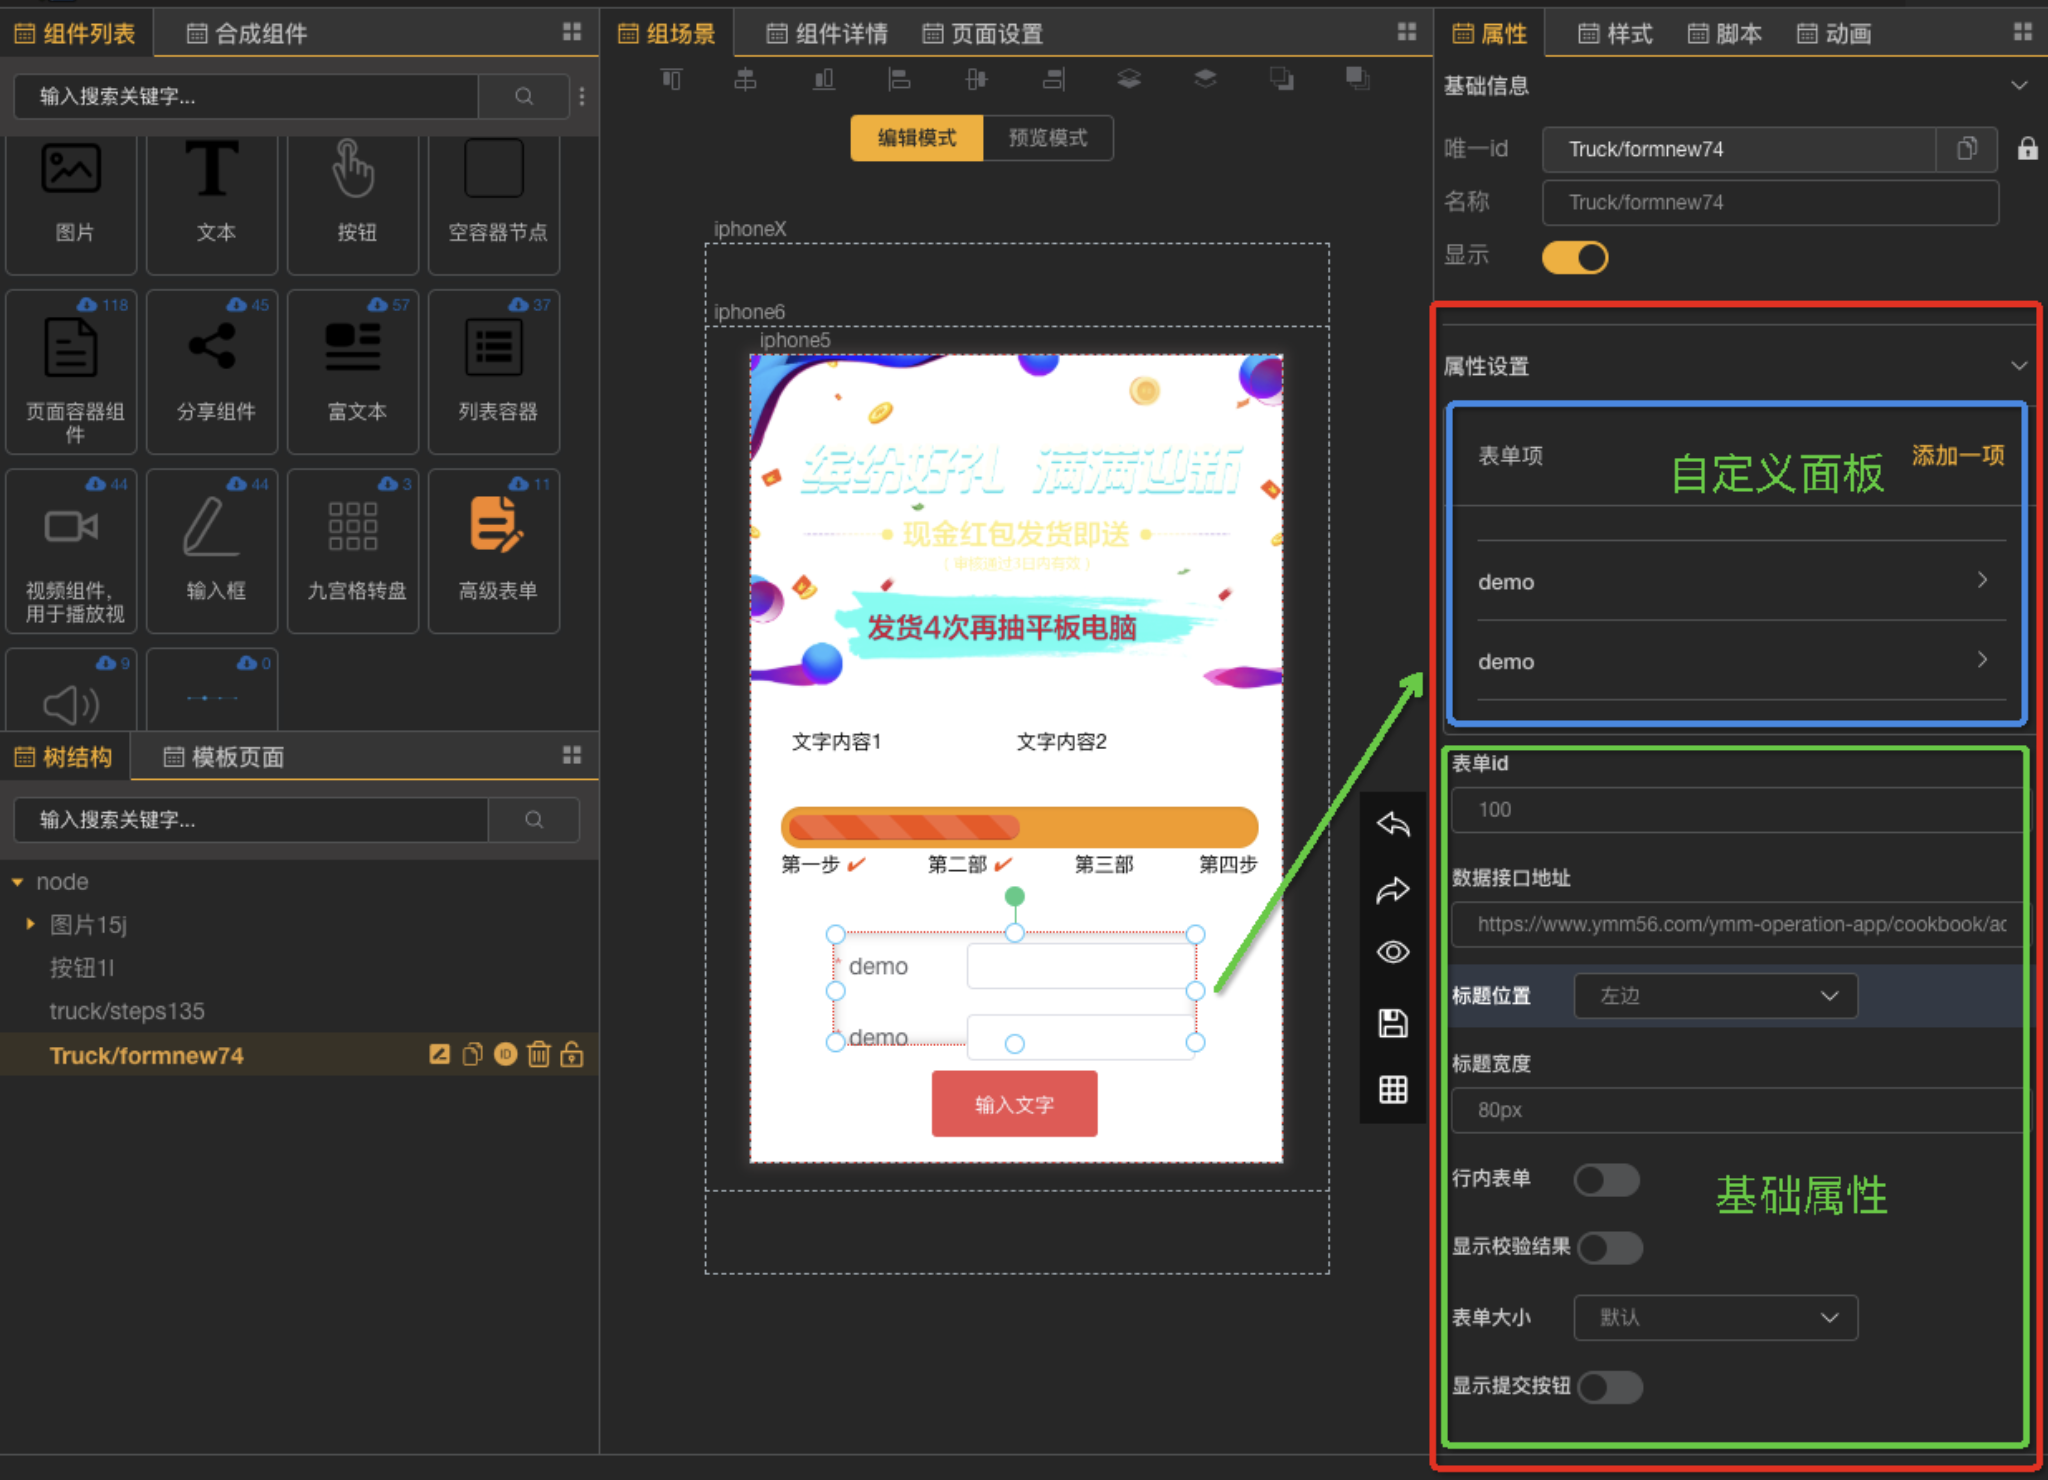 组件列表
合成组件
输入搜索关键字...
图片
文本
按钮
空容器节点
118
45
57
37
页面容器组
件
分享组件
富文本
列表容器
44
44
3
11
视频组件,
用于播放视
输入框
九宫格转盘
高级表单
9
0
树结构
模板页面
输入搜索关键字...
node
图片15j
按钮1l
truck/steps135
Truck/formnew74
ID
组场景
组件详情
页面设置
编辑模式
预览模式
iphoneX
iphone6
iphone5
缤纷好礼 满满迎新
现金红包发货即送
(审核通过3日内有效)
发货4次再抽平板电脑
文字内容1
文字内容2
第一步
第二部
第三部
第四步
* demo
* demo
输入文字
属性
样式
脚本
动画
基础信息
唯一id
Truck/formnew74
名称
Truck/formnew74
显示
属性设置
表单项
自定义面板
添加一项
demo
demo
表单id
100
数据接口地址
https://www.ymm56.com/ymm-operation-app/cookbook/ac
标题位置
左边
标题宽度
80px
行内表单
基础属性
显示校验结果
表单大小
默认
显示提交按钮